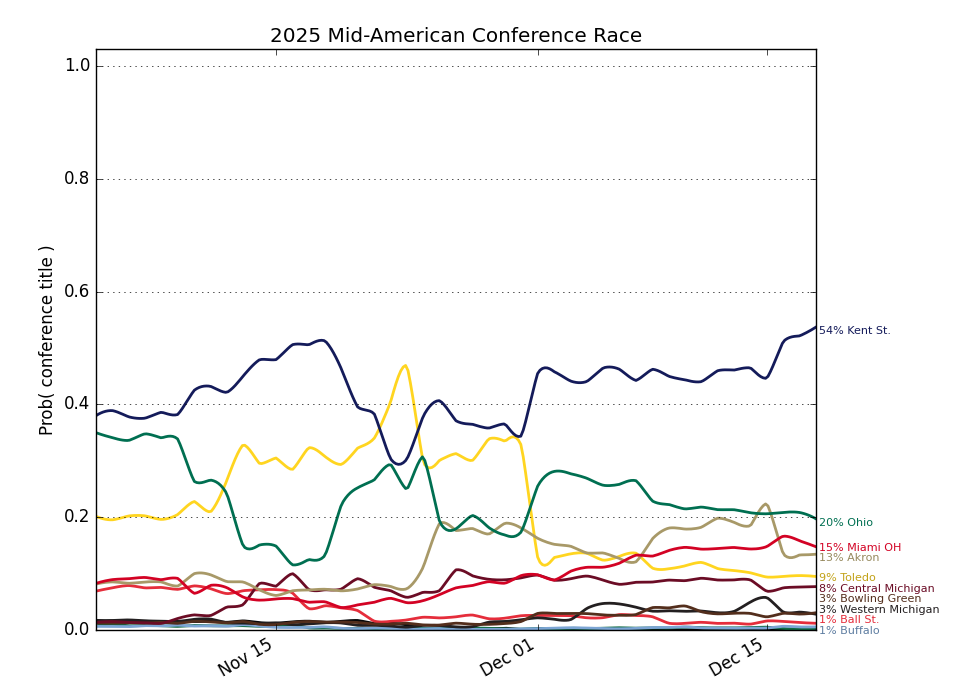 2025 Mid-American Conference Race
1.0
0.8
0.6
0.4
0.2
0.0
Prob( conference title )
Nov 15
Dec 01
Dec 15
54% Kent St.
20% Ohio
15% Miami OH
13% Akron
9% Toledo
8% Central Michigan
3% Bowling Green
3% Western Michigan
1% Ball St.
1% Buffalo